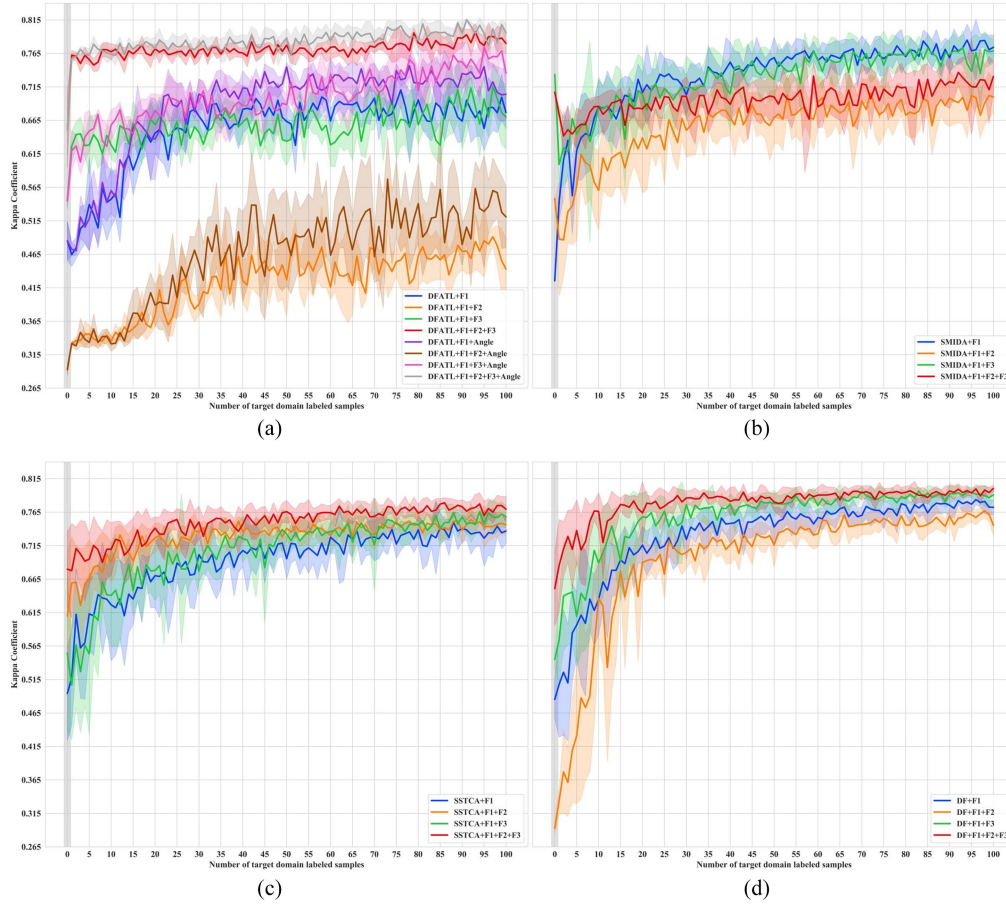 0.815
0.765
0.715
0.665
0.615
0.565
0.515
0.465
0.415
0.365
0.315
0.265
Kappa Coefficient
DFATL+F1
DFATL+F1+F2
DFATL+F1+F3
DFATL+F1+F2+F3
DFATL+F1+Angle
DFATL+F1+F2+Angle
DFATL+F1+F3+Angle
DFATL+F1+F2+F3+Angle
0 5 10 15 20 25 30 35 40 45 50 55 60 65 70 75 80 85 90 95 100
Number of target domain labeled samples
(a)
SMIDA+F1
SMIDA+F1+F2
SMIDA+F1+F3
SMIDA+F1+F2+F3
0 5 10 15 20 25 30 35 40 45 50 55 60 65 70 75 80 85 90 95 100
Number of target domain labeled samples
(b)
0.815
0.765
0.715
0.665
0.615
0.565
0.515
0.465
0.415
0.365
0.315
0.265
Kappa Coefficient
SSTCA+F1
SSTCA+F1+F2
SSTCA+F1+F3
SSTCA+F1+F2+F3
0 5 10 15 20 25 30 35 40 45 50 55 60 65 70 75 80 85 90 95 100
Number of target domain labeled samples
(c)
DF+F1
DF+F1+F2
DF+F1+F3
DF+F1+F2+F3
0 5 10 15 20 25 30 35 40 45 50 55 60 65 70 75 80 85 90 95 100
Number of target domain labeled samples
(d)